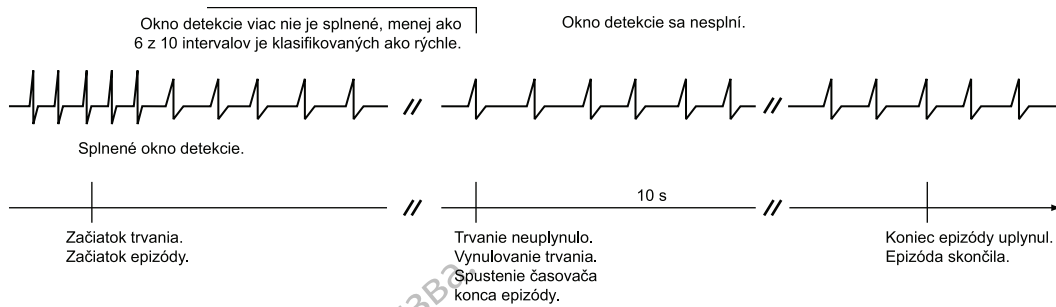 Okno detekcie viac nie je splnené, menej ako
6 z 10 intervalov je klasifikovaných ako rýchle.
Okno detekcie sa nesplní.
Splnené okno detekcie.
10 s
Začiatok trvania.
Začiatok epizódy.
Trvanie neuplynulo.
Vynulovanie trvania.
Spustenie časovača
konca epizódy.
Koniec epizódy uplynul.
Epizóda skončila.